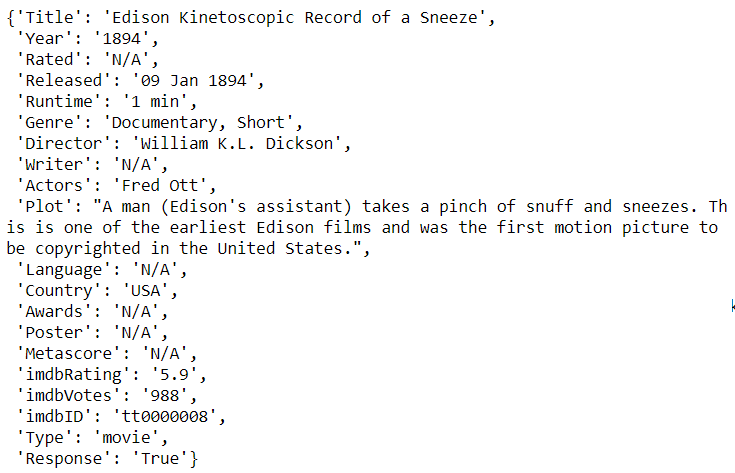 {'Title': 'Edison Kinetoscopic Record of a Sneeze',
 'Year': '1894',
 'Rated': 'N/A',
 'Released': '09 Jan 1894',
 'Runtime': '1 min',
 'Genre': 'Documentary, Short',
 'Director': 'William K.L. Dickson',
 'Writer': 'N/A',
 'Actors': 'Fred Ott',
 'Plot': "A man (Edison's assistant) takes a pinch of snuff and sneezes. Th
is is one of the earliest Edison films and was the first motion picture to
be copyrighted in the United States.",
 'Language': 'N/A',
 'Country': 'USA',
 'Awards': 'N/A',
 'Poster': 'N/A',
 'Metascore': 'N/A',
 'imdbRating': '5.9',
 'imdbVotes': '988',
 'imdbID': 'tt0000008',
 'Type': 'movie',
 'Response': 'True'}